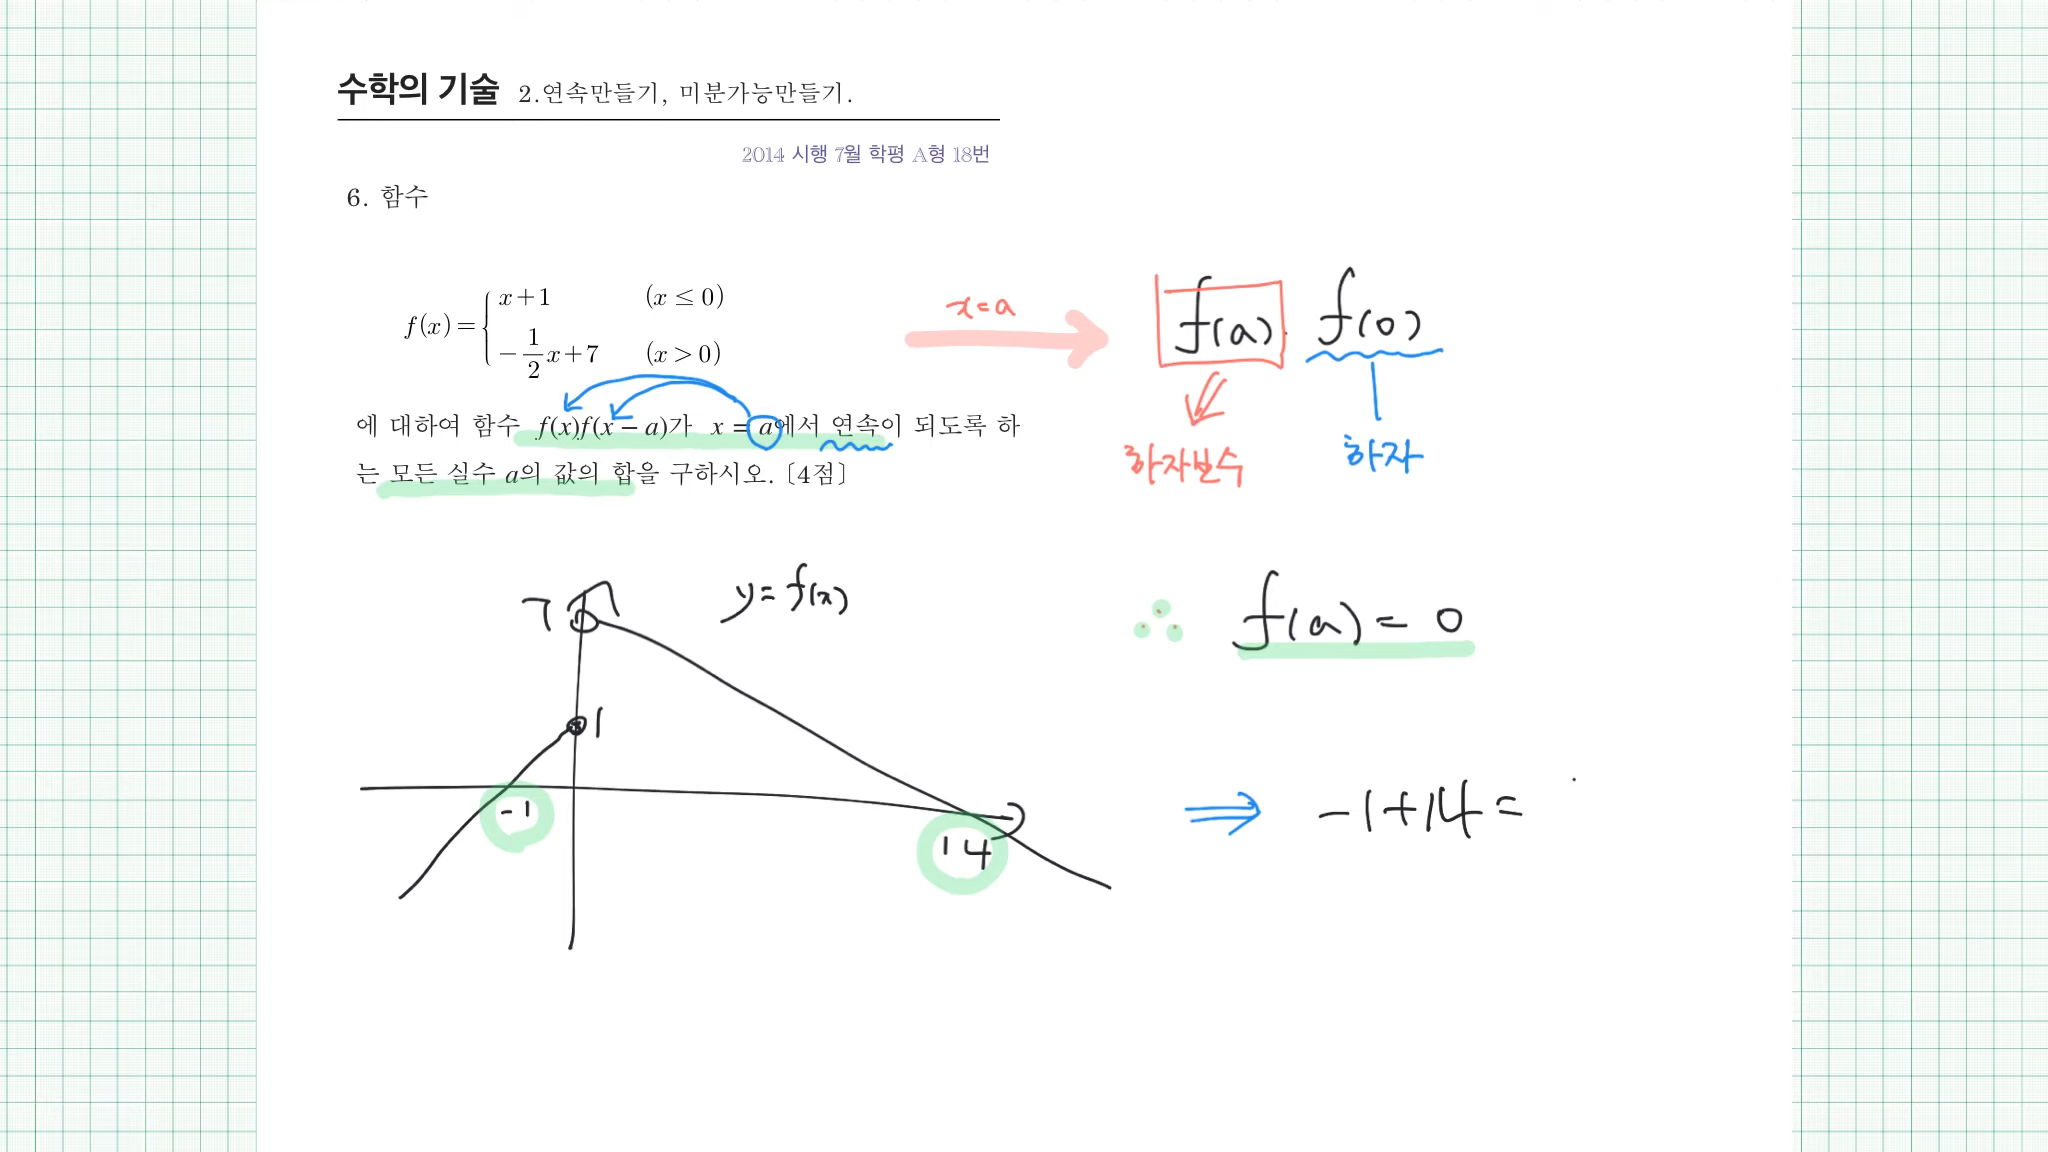 수학의 기술 2.연속만들기, 미분가능만들기.
2014 시행 7월 학평 A형 18번
6. 함수
f(x)={ x+1 (x ≤ 0)
-1/2x+7 (x > 0)
에 대하여 함수 f(x)f(x-a)가 x = a에서 연속이 되도록 하
는 모든 실수 a의 값의 합을 구하시오. [4점]
x=a
f(a) · f(0)
하자보수
하자
y=f(x)
7
1
-1
14
∴ f(a)=0
⇒ -1+14=